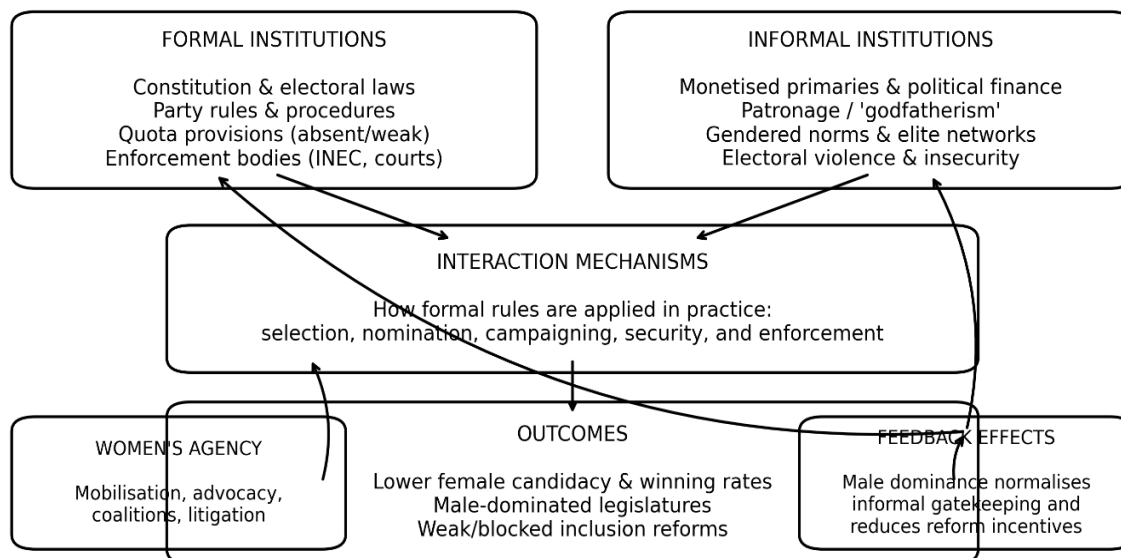 FORMAL INSTITUTIONS
Constitution & electoral laws
Party rules & procedures
Quota provisions (absent/weak)
Enforcement bodies (INEC, courts)
INFORMAL INSTITUTIONS
Monetised primaries & political finance
Patronage / 'godfatherism'
Gendered norms & elite networks
Electoral violence & insecurity
INTERACTION MECHANISMS
How formal rules are applied in practice:
selection, nomination, campaigning, security, and enforcement
WOMEN'S AGENCY
Mobilisation, advocacy,
coalitions, litigation
OUTCOMES
Lower female candidacy & winning rates
Male-dominated legislatures
Weak/blocked inclusion reforms
FEEDBACK EFFECTS
Male dominance normalises
informal gatekeeping and
reduces reform incentives